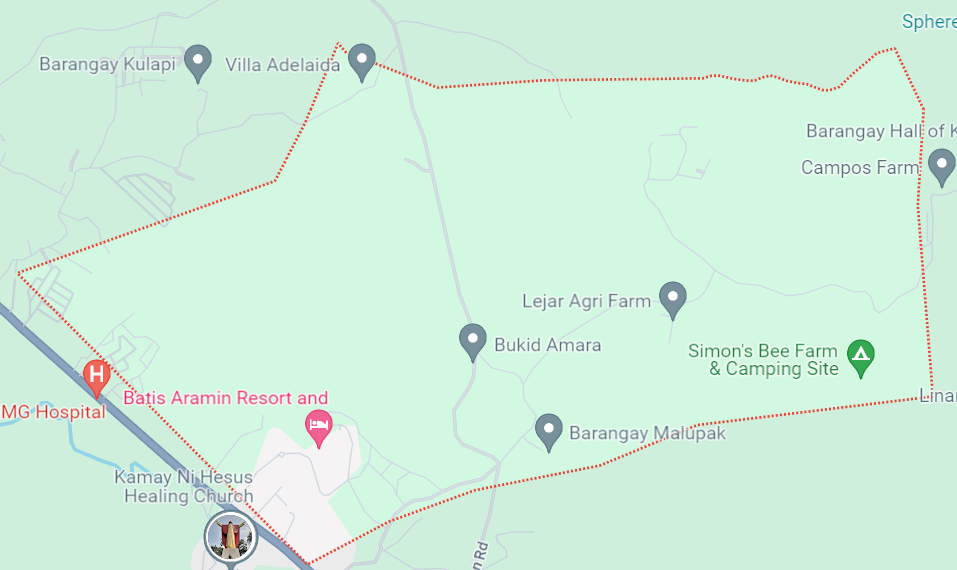 Sphere
Barangay Kulapi
Villa Adelaida
Barangay Hall of K
Campos Farm
Lejar Agri Farm
Bukid Amara
Simon's Bee Farm
& Camping Site
H
MG Hospital
Batis Aramin Resort and
Linan
Barangay Malupak
Kamay Ni Hesus
Healing Church
n Rd